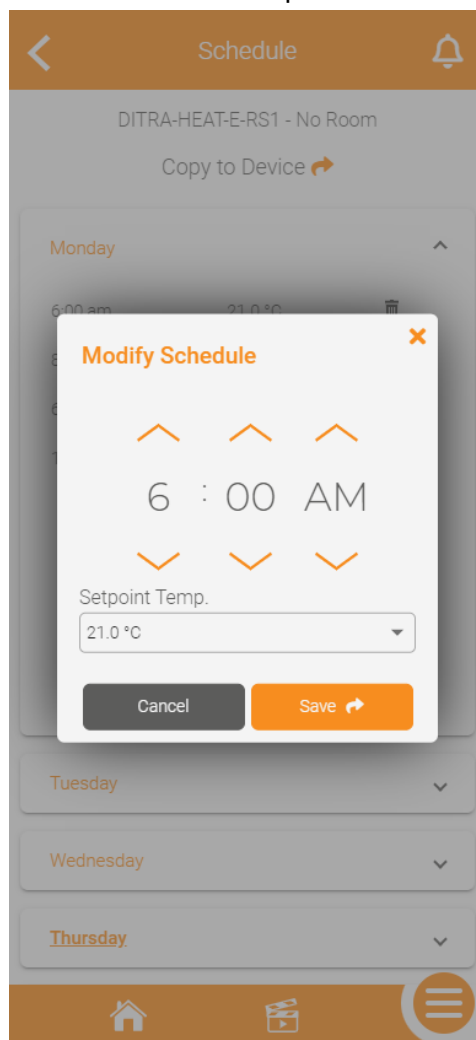 Schedule
DITRA-HEAT-E-RS1 - No Room
Copy to Device
Monday
6:00 am 21.0 °C
Modify Schedule
6 : 00 AM
Setpoint Temp.
21.0 °C
Cancel Save
Tuesday
Wednesday
Thursday